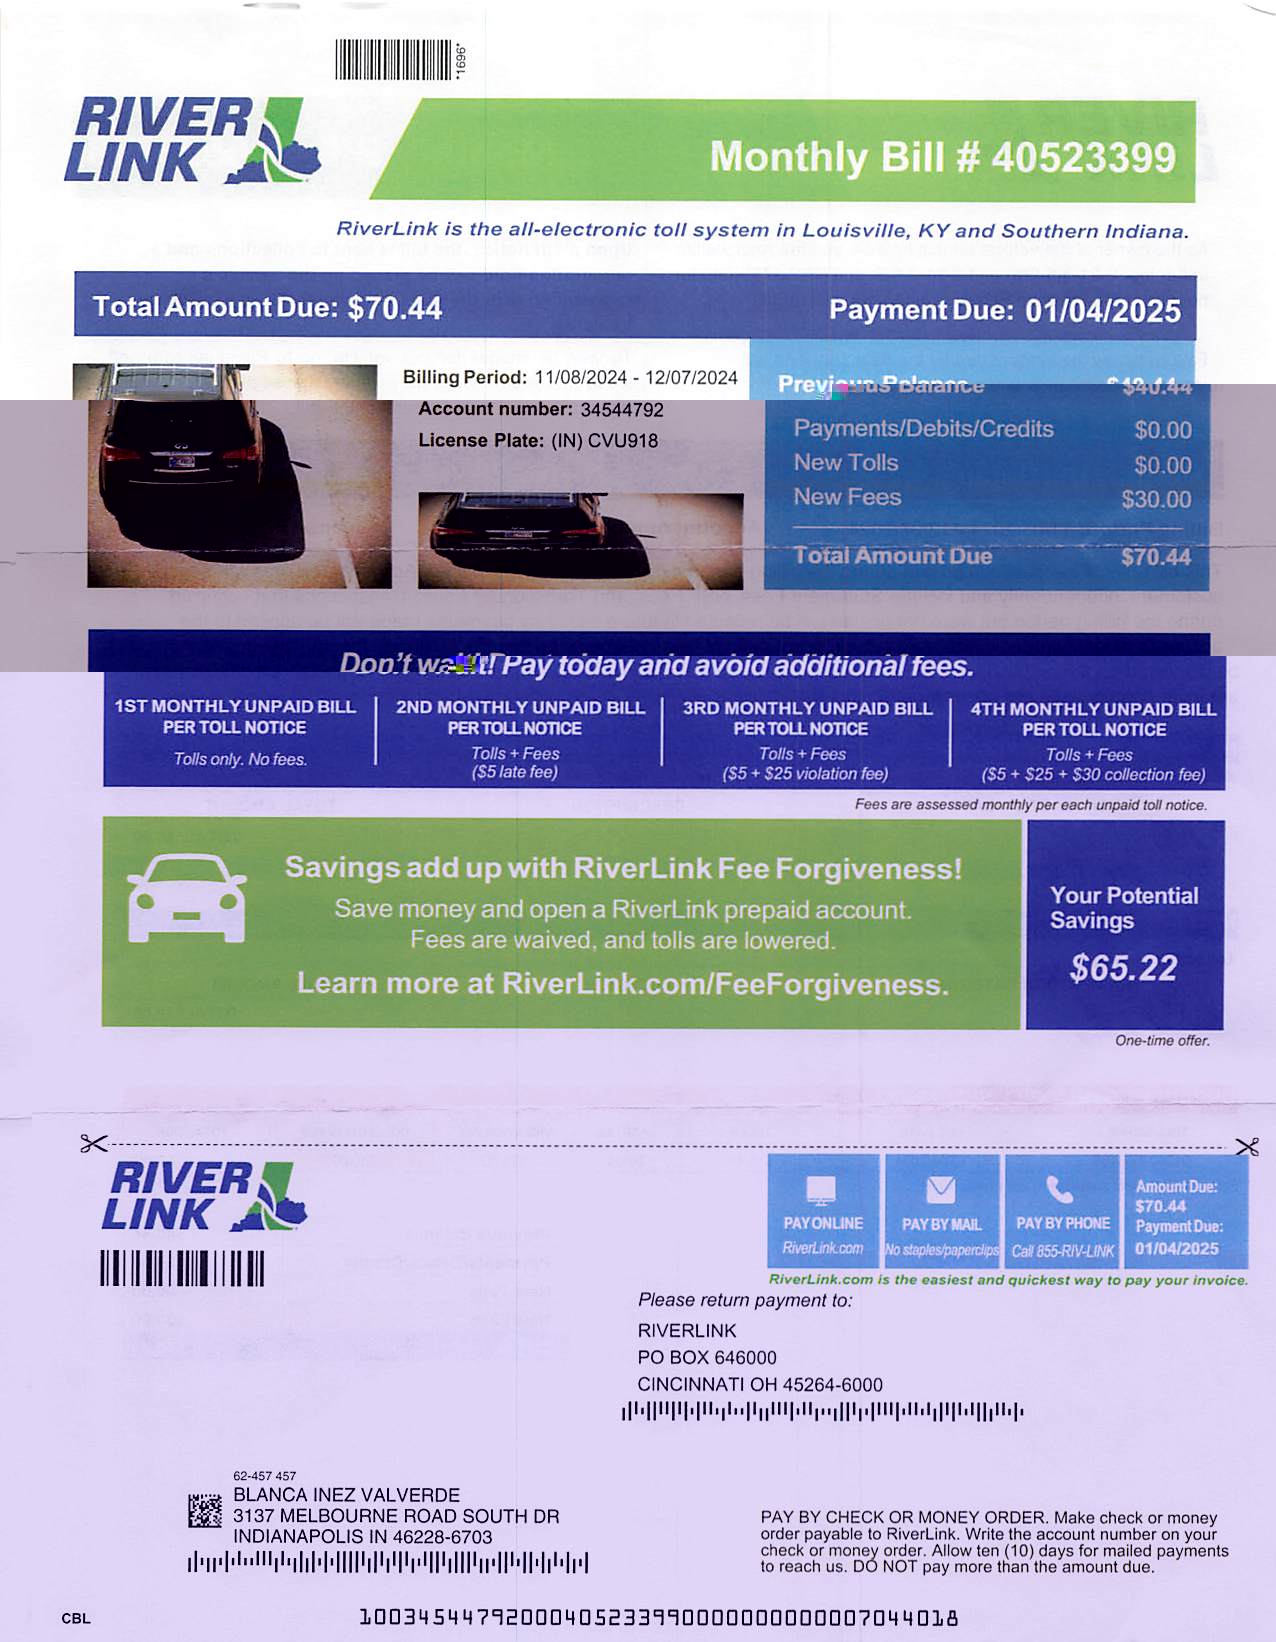 *1696*
RIVER
LINK
Monthly Bill # 40523399
RiverLink is the all-electronic toll system in Louisville, KY and Southern Indiana.
Total Amount Due: $70.44
Payment Due: 01/04/2025
Billing Period: 11/08/2024 - 12/07/2024
Account number: 34544792
License Plate: (IN) CVU918
Previous Balance
Payments/Debits/Credits $0.00
New Tolls $0.00
New Fees $30.00
Total Amount Due $70.44
Don't wait! Pay today and avoid additional fees.
1ST MONTHLY UNPAID BILL
PER TOLL NOTICE
Tolls only. No fees.
2ND MONTHLY UNPAID BILL
PER TOLL NOTICE
Tolls + Fees
($5 late fee)
3RD MONTHLY UNPAID BILL
PER TOLL NOTICE
Tolls + Fees
($5 + $25 violation fee)
4TH MONTHLY UNPAID BILL
PER TOLL NOTICE
Tolls + Fees
($5 + $25 + $30 collection fee)
Fees are assessed monthly per each unpaid toll notice.
Savings add up with RiverLink Fee Forgiveness!
Save money and open a RiverLink prepaid account.
Fees are waived, and tolls are lowered.
Learn more at RiverLink.com/FeeForgiveness.
Your Potential
Savings
$65.22
One-time offer.
RIVER
LINK
PAY ONLINE
RiverLink.com
PAY BY MAIL
No staples/paperclips
PAY BY PHONE
Call 855-RIV-LINK
Amount Due:
$70.44
Payment Due:
01/04/2025
RiverLink.com is the easiest and quickest way to pay your invoice.
Please return payment to:
RIVERLINK
PO BOX 646000
CINCINNATI OH 45264-6000
62-457 457
BLANCA INEZ VALVERDE
3137 MELBOURNE ROAD SOUTH DR
INDIANAPOLIS IN 46228-6703
PAY BY CHECK OR MONEY ORDER. Make check or money
order payable to RiverLink. Write the account number on your
check or money order. Allow ten (10) days for mailed payments
to reach us. DO NOT pay more than the amount due.
CBL
10034544792000405233990000000000007044018